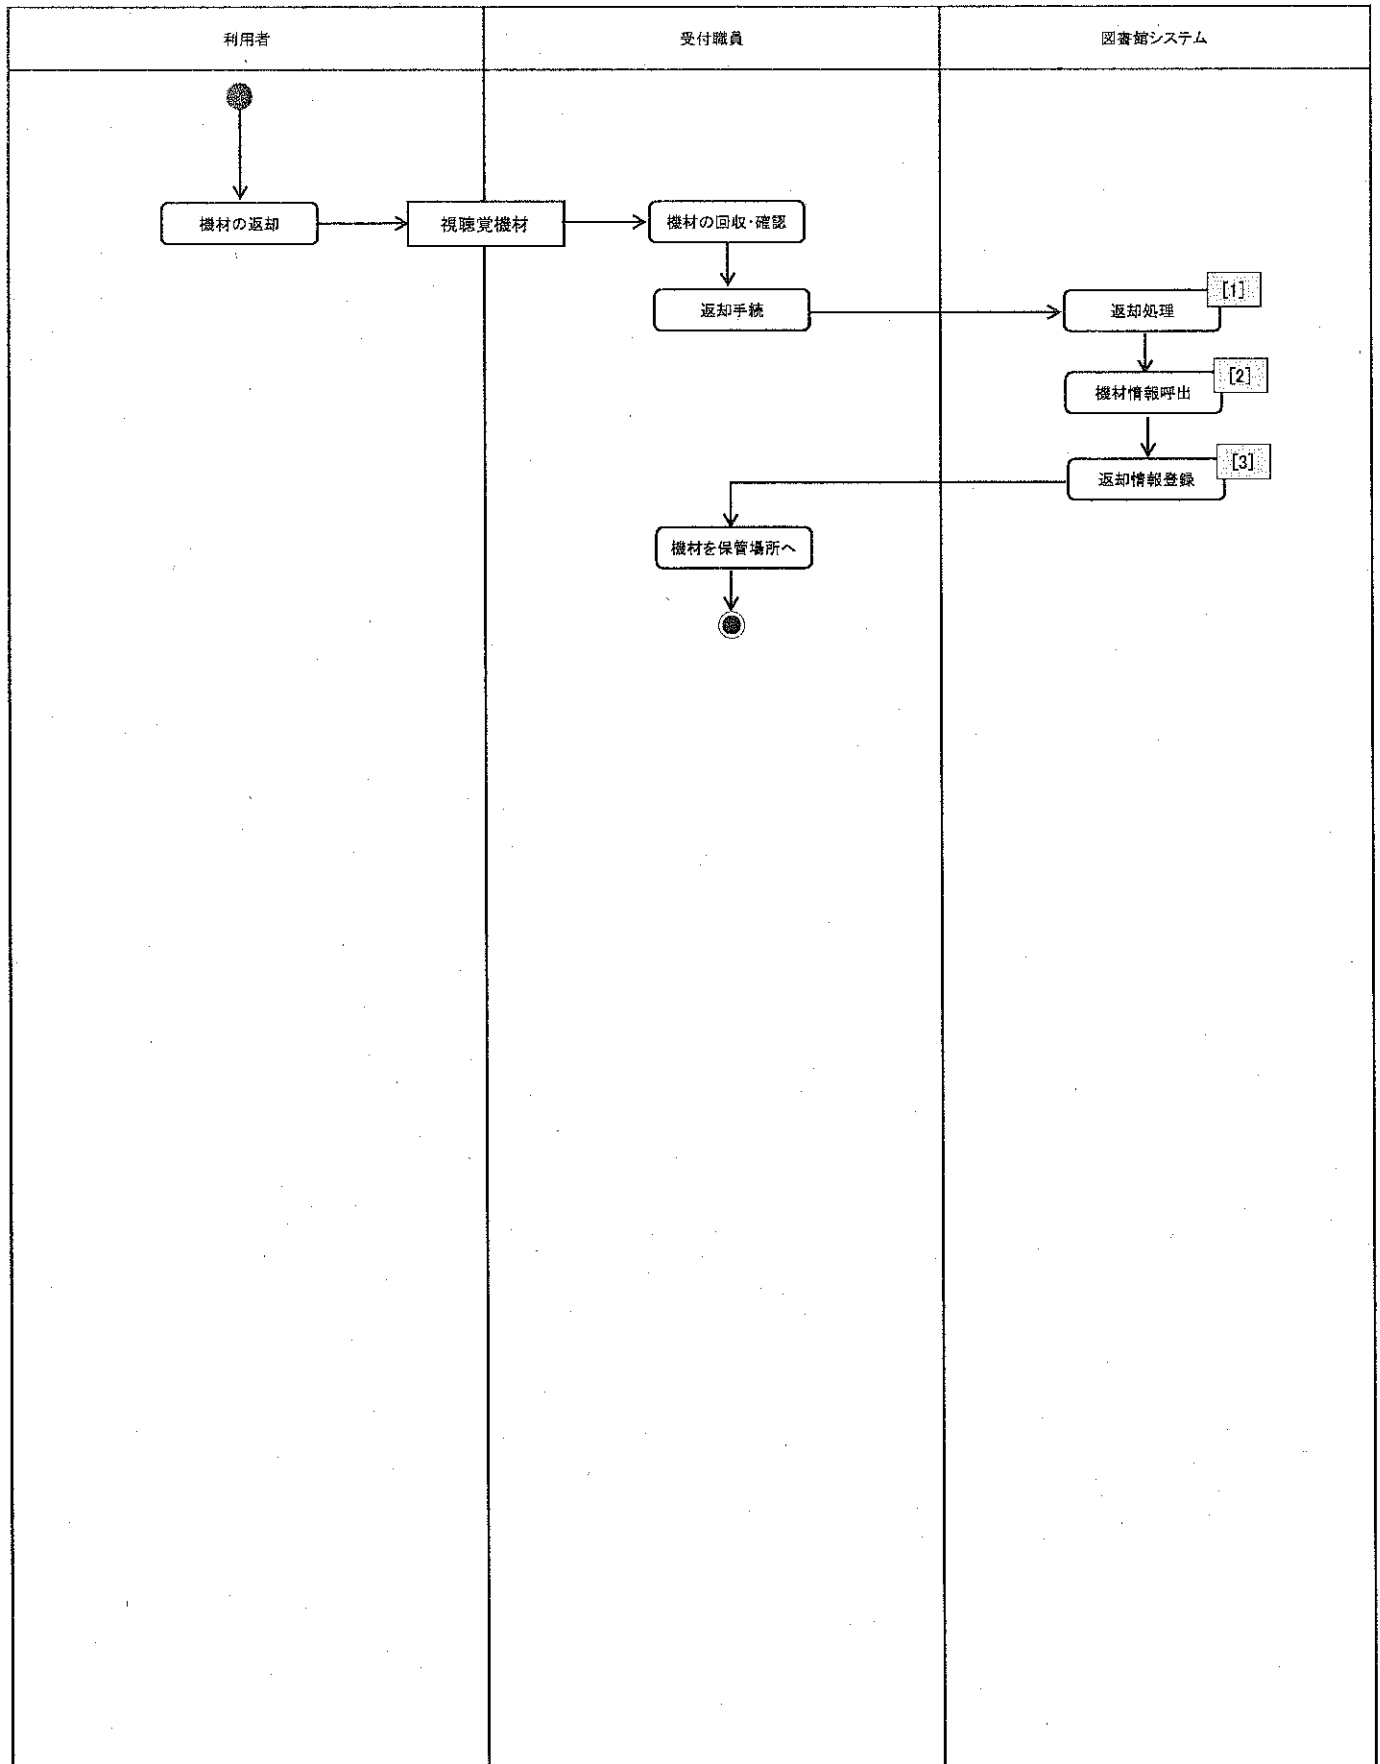 利用者
受付職員
図書館システム
機材の返却
視聴覚機材
機材の回収・確認
返却手続
返却処理
[1]
機材情報呼出
[2]
返却情報登録
[3]
機材を保管場所へ